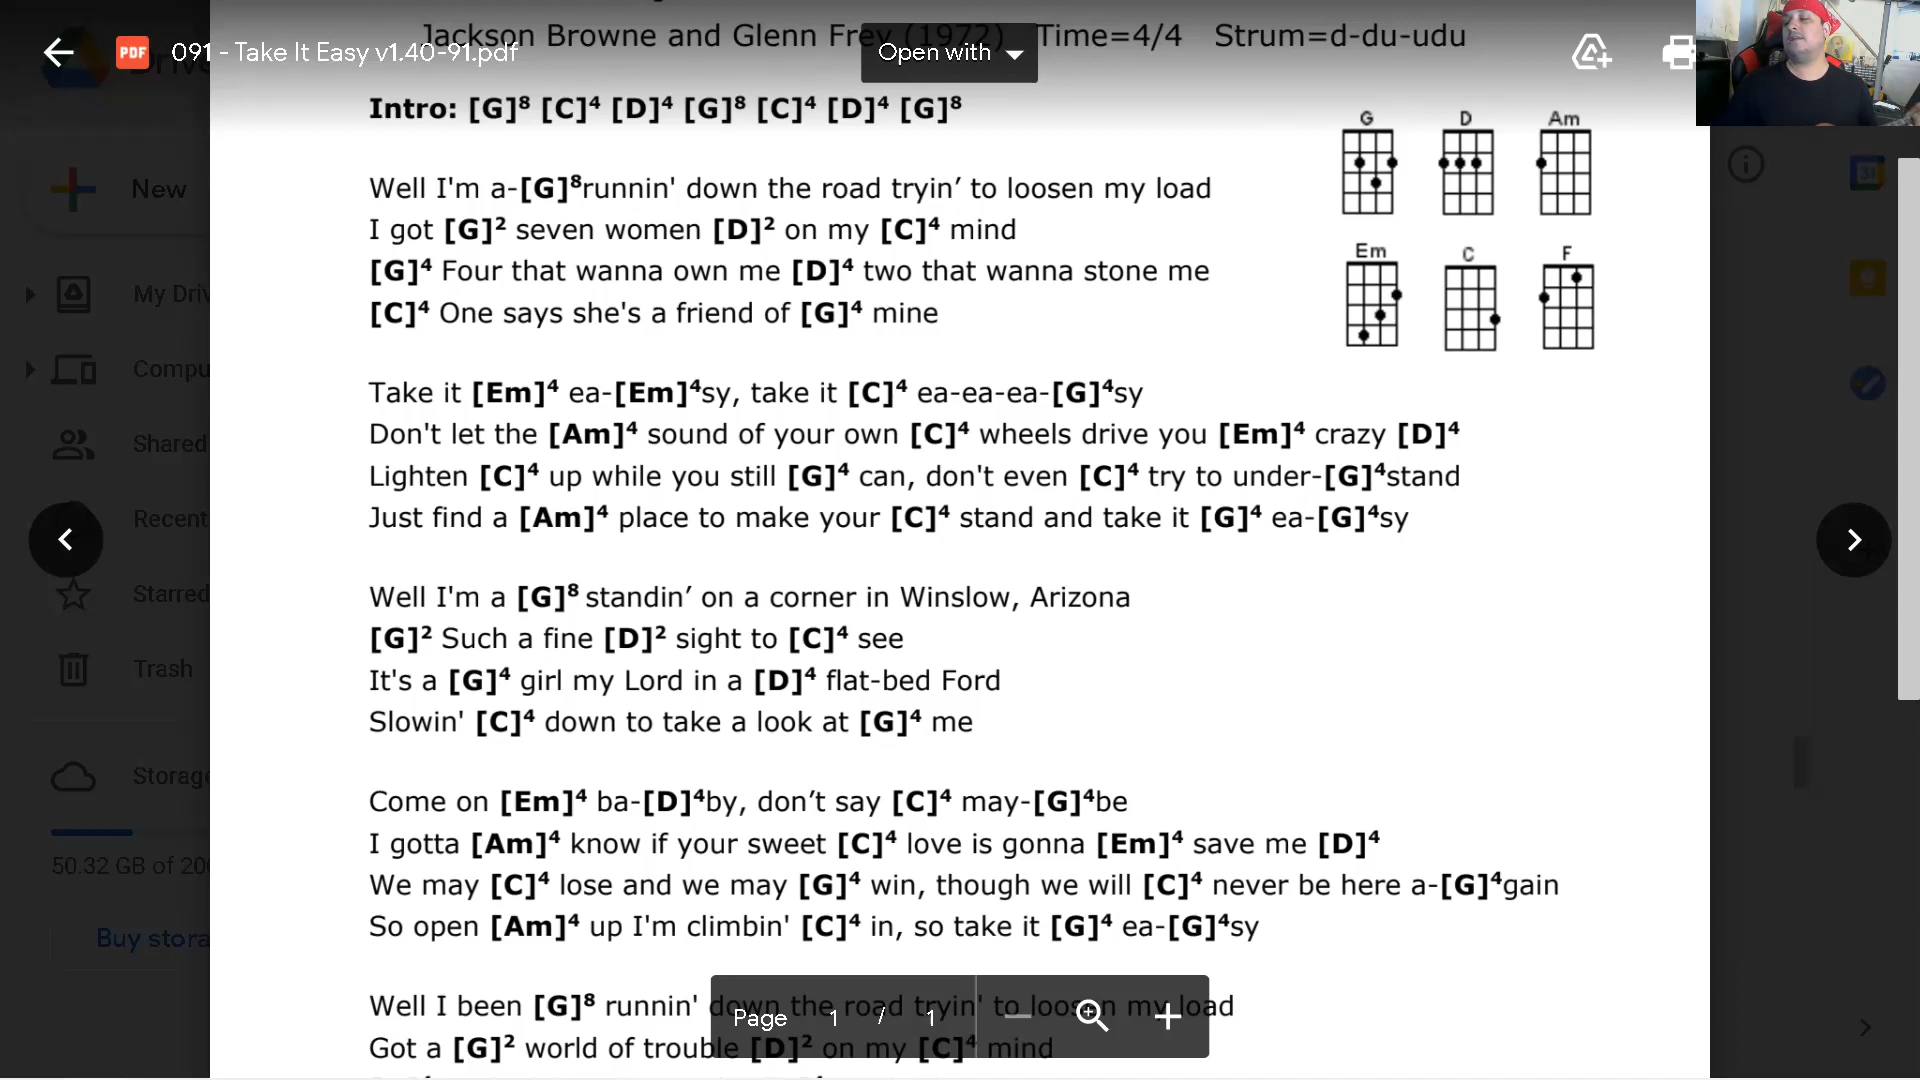 Jackson Browne and Glenn Frey (1972) Time=4/4 Strum=d-du-udu
091 - Take It Easy v1.40-91.pdf
PDF
Open with
Intro: [G]⁸ [C]⁴ [D]⁴ [G]⁸ [C]⁴ [D]⁴ [G]⁸
G D Am
Em C F
Well I'm a-[G]⁸runnin' down the road tryin’ to loosen my load
I got [G]² seven women [D]² on my [C]⁴ mind
[G]⁴ Four that wanna own me [D]⁴ two that wanna stone me
[C]⁴ One says she's a friend of [G]⁴ mine
Take it [Em]⁴ ea-[Em]⁴sy, take it [C]⁴ ea-ea-ea-[G]⁴sy
Don't let the [Am]⁴ sound of your own [C]⁴ wheels drive you [Em]⁴ crazy [D]⁴
Lighten [C]⁴ up while you still [G]⁴ can, don't even [C]⁴ try to under-[G]⁴stand
Just find a [Am]⁴ place to make your [C]⁴ stand and take it [G]⁴ ea-[G]⁴sy
Well I'm a [G]⁸ standin’ on a corner in Winslow, Arizona
[G]² Such a fine [D]² sight to [C]⁴ see
It's a [G]⁴ girl my Lord in a [D]⁴ flat-bed Ford
Slowin' [C]⁴ down to take a look at [G]⁴ me
Come on [Em]⁴ ba-[D]⁴by, don’t say [C]⁴ may-[G]⁴be
I gotta [Am]⁴ know if your sweet [C]⁴ love is gonna [Em]⁴ save me [D]⁴
We may [C]⁴ lose and we may [G]⁴ win, though we will [C]⁴ never be here a-[G]⁴gain
So open [Am]⁴ up I'm climbin' [C]⁴ in, so take it [G]⁴ ea-[G]⁴sy
Well I been [G]⁸ runnin' down the road tryin' to loosen my load
Got a [G]² world of trouble [D]² on my [C]⁴ mind
Page 1 / 1
New
My Driv
Compu
Shared
Recent
Starred
Trash
Storage
50.32 GB of 20
Buy stora
31